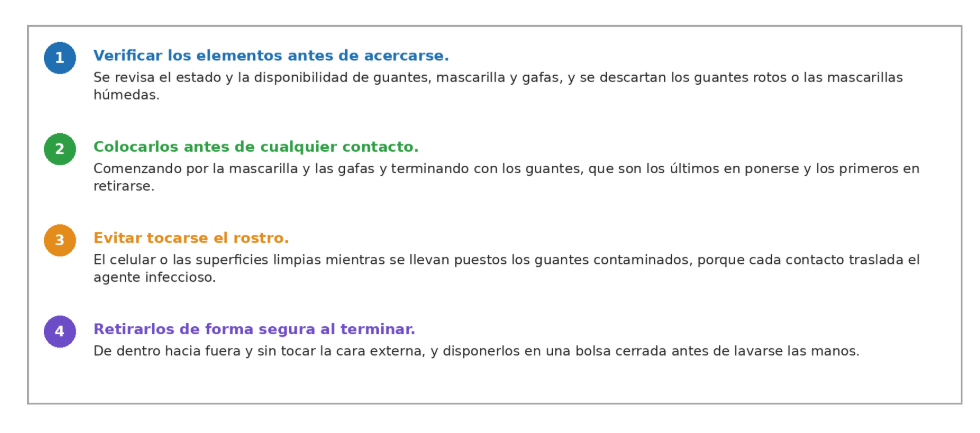 1
Verificar los elementos antes de acercarse.
Se revisa el estado y la disponibilidad de guantes, mascarilla y gafas, y se descartan los guantes rotos o las mascarillas
húmedas.
2
Colocarlos antes de cualquier contacto.
Comenzando por la mascarilla y las gafas y terminando con los guantes, que son los últimos en ponerse y los primeros en
retirarse.
3
Evitar tocarse el rostro.
El celular o las superficies limpias mientras se llevan puestos los guantes contaminados, porque cada contacto traslada el
agente infeccioso.
4
Retirarlos de forma segura al terminar.
De dentro hacia fuera y sin tocar la cara externa, y disponerlos en una bolsa cerrada antes de lavarse las manos.